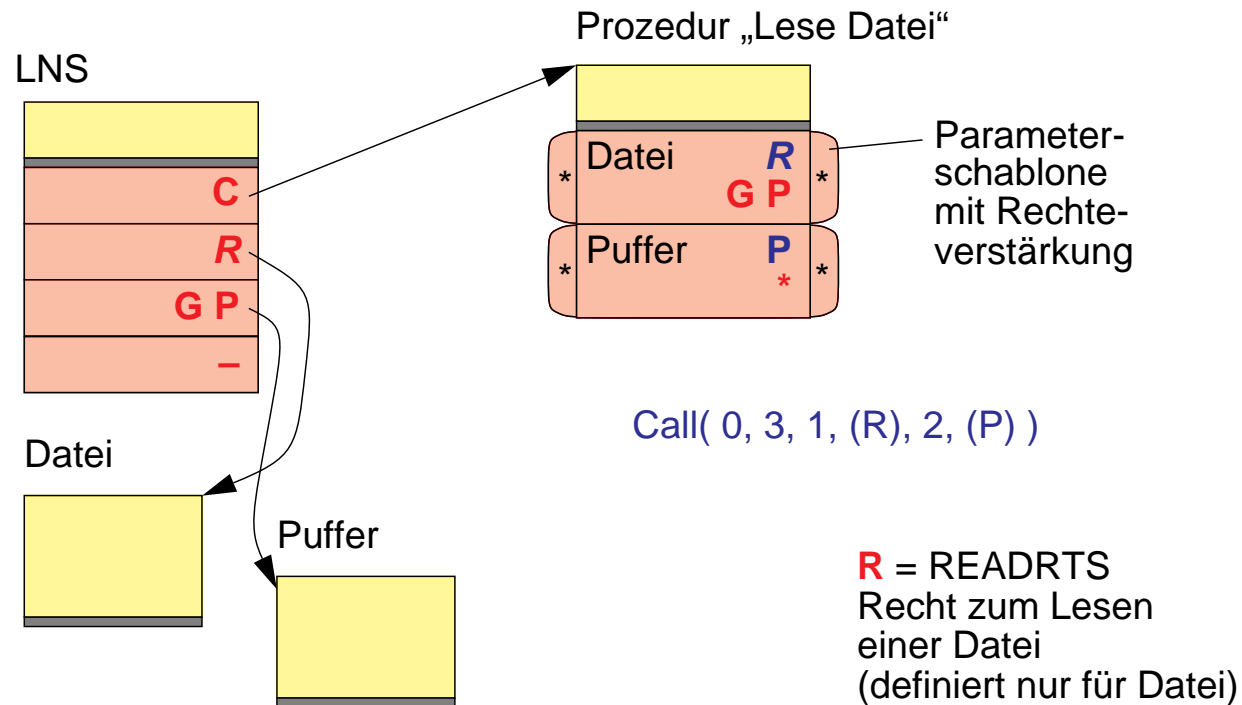 Prozedur „Lese Datei“
LNS
C
R
G P
–
Datei R
G P
* *
Puffer P
*
* *
Parameter-
schablone
mit Rechte-
verstärkung
Call( 0, 3, 1, (R), 2, (P) )
Datei
Puffer
R = READRTS
Recht zum Lesen
einer Datei
(definiert nur für Datei)